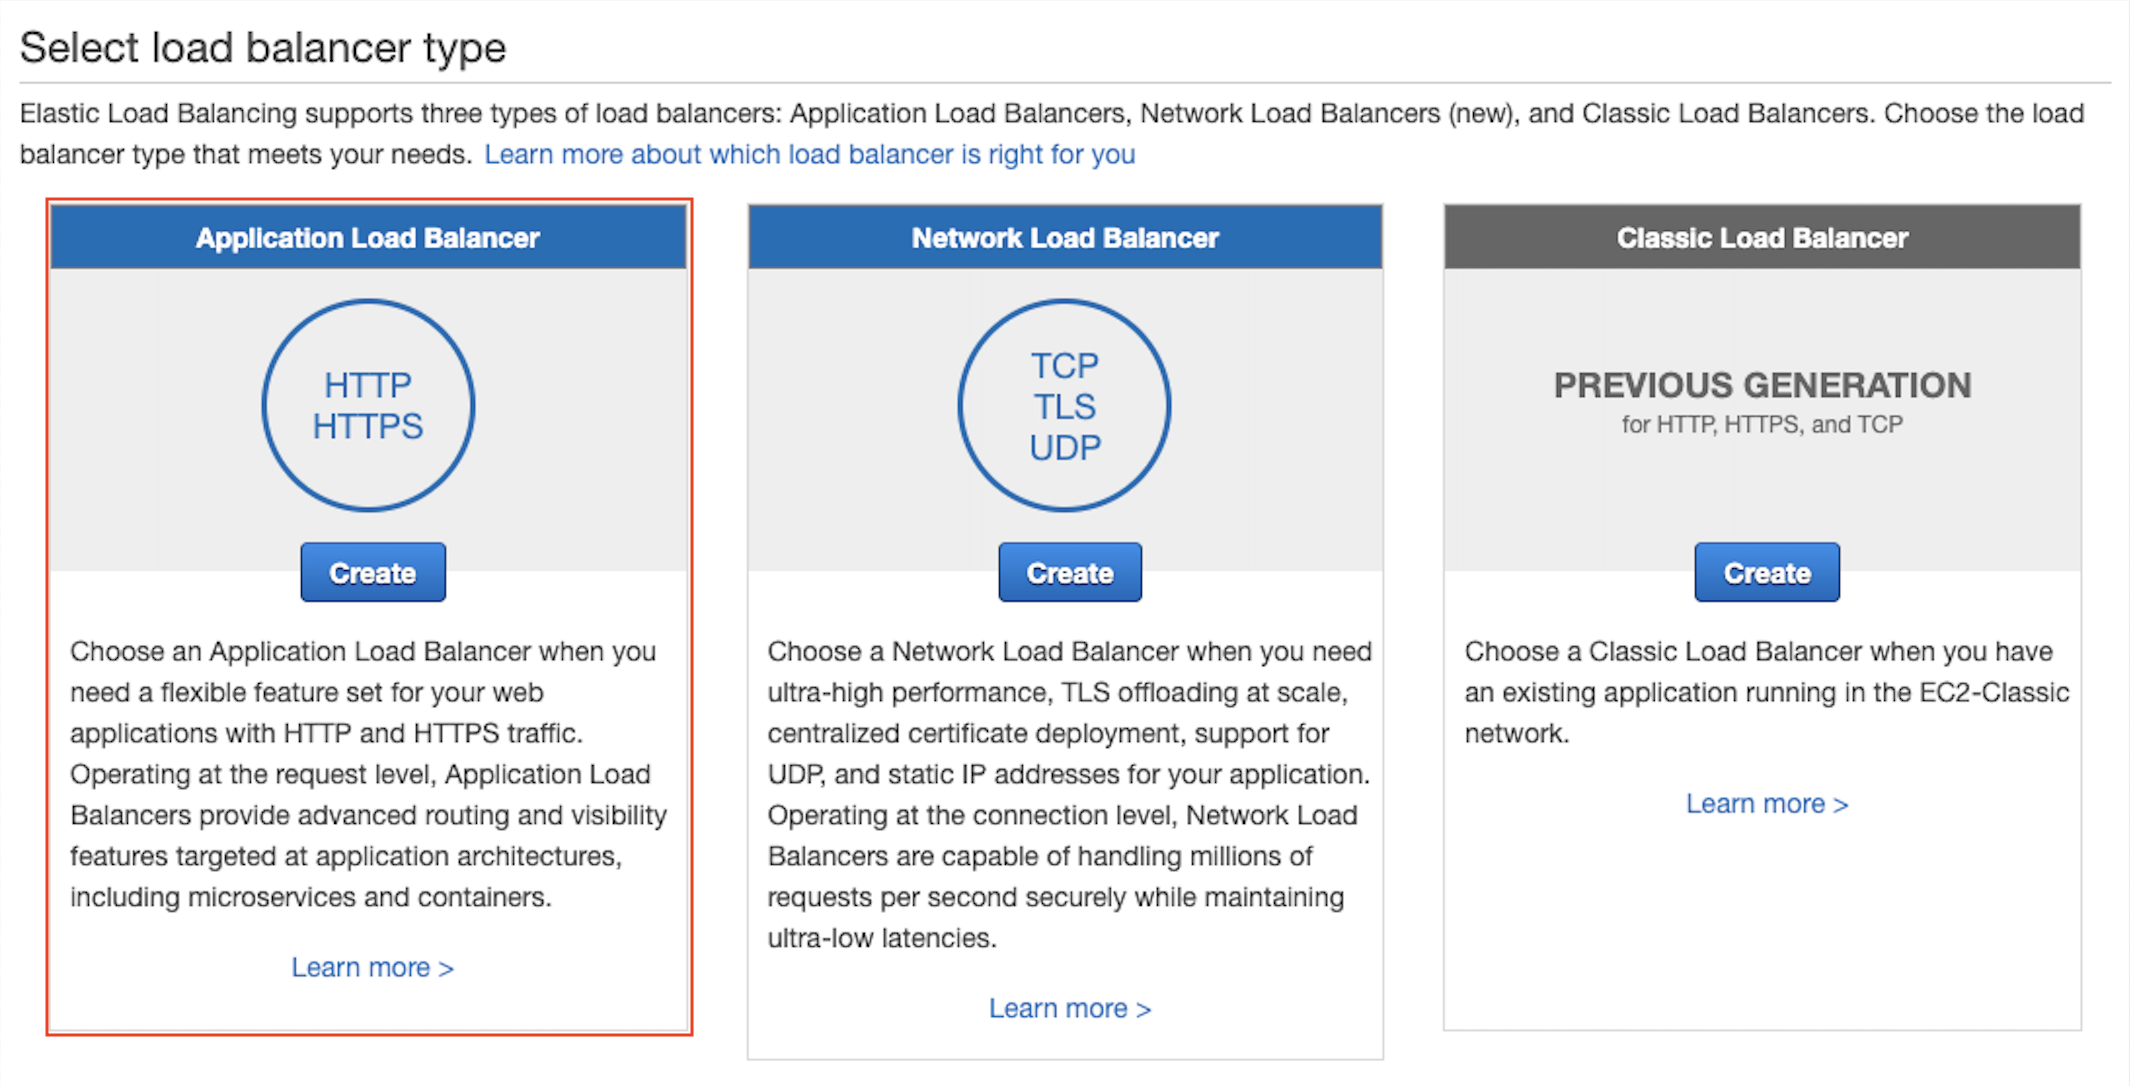 Select load balancer type
Elastic Load Balancing supports three types of load balancers: Application Load Balancers, Network Load Balancers (new), and Classic Load Balancers. Choose the load
balancer type that meets your needs. Learn more about which load balancer is right for you
Application Load Balancer
HTTP
HTTPS
Create
Choose an Application Load Balancer when you
need a flexible feature set for your web
applications with HTTP and HTTPS traffic.
Operating at the request level, Application Load
Balancers provide advanced routing and visibility
features targeted at application architectures,
including microservices and containers.
Learn more >
Network Load Balancer
TCP
TLS
UDP
Create
Choose a Network Load Balancer when you need
ultra-high performance, TLS offloading at scale,
centralized certificate deployment, support for
UDP, and static IP addresses for your application.
Operating at the connection level, Network Load
Balancers are capable of handling millions of
requests per second securely while maintaining
ultra-low latencies.
Learn more >
Classic Load Balancer
PREVIOUS GENERATION
for HTTP, HTTPS, and TCP
Create
Choose a Classic Load Balancer when you have
an existing application running in the EC2-Classic
network.
Learn more >